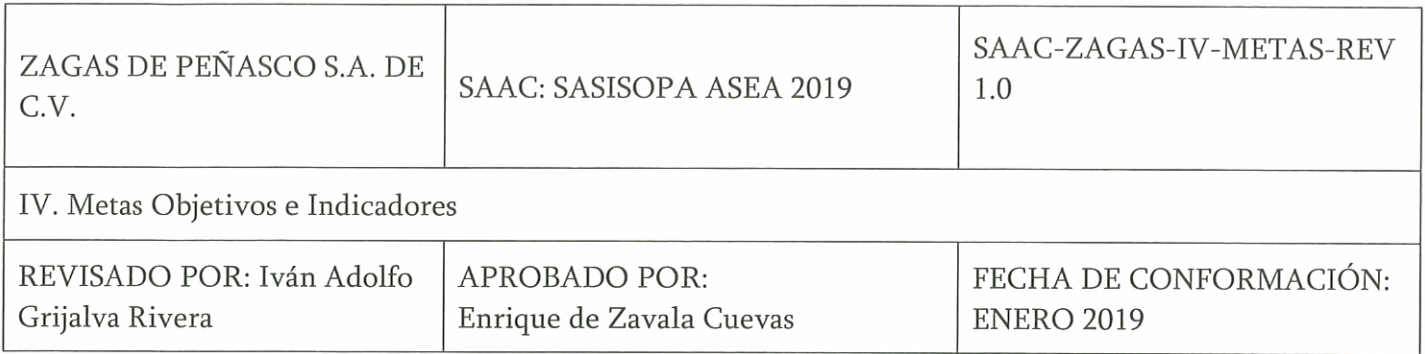 ZAGAS DE PEÑASCO S.A. DE
C.V.
SAAC: SASISOPA ASEA 2019
SAAC-ZAGAS-IV-METAS-REV
1.0
IV. Metas Objetivos e Indicadores
REVISADO POR: Iván Adolfo
Grijalva Rivera
APROBADO POR:
Enrique de Zavala Cuevas
FECHA DE CONFORMACIÓN:
ENERO 2019